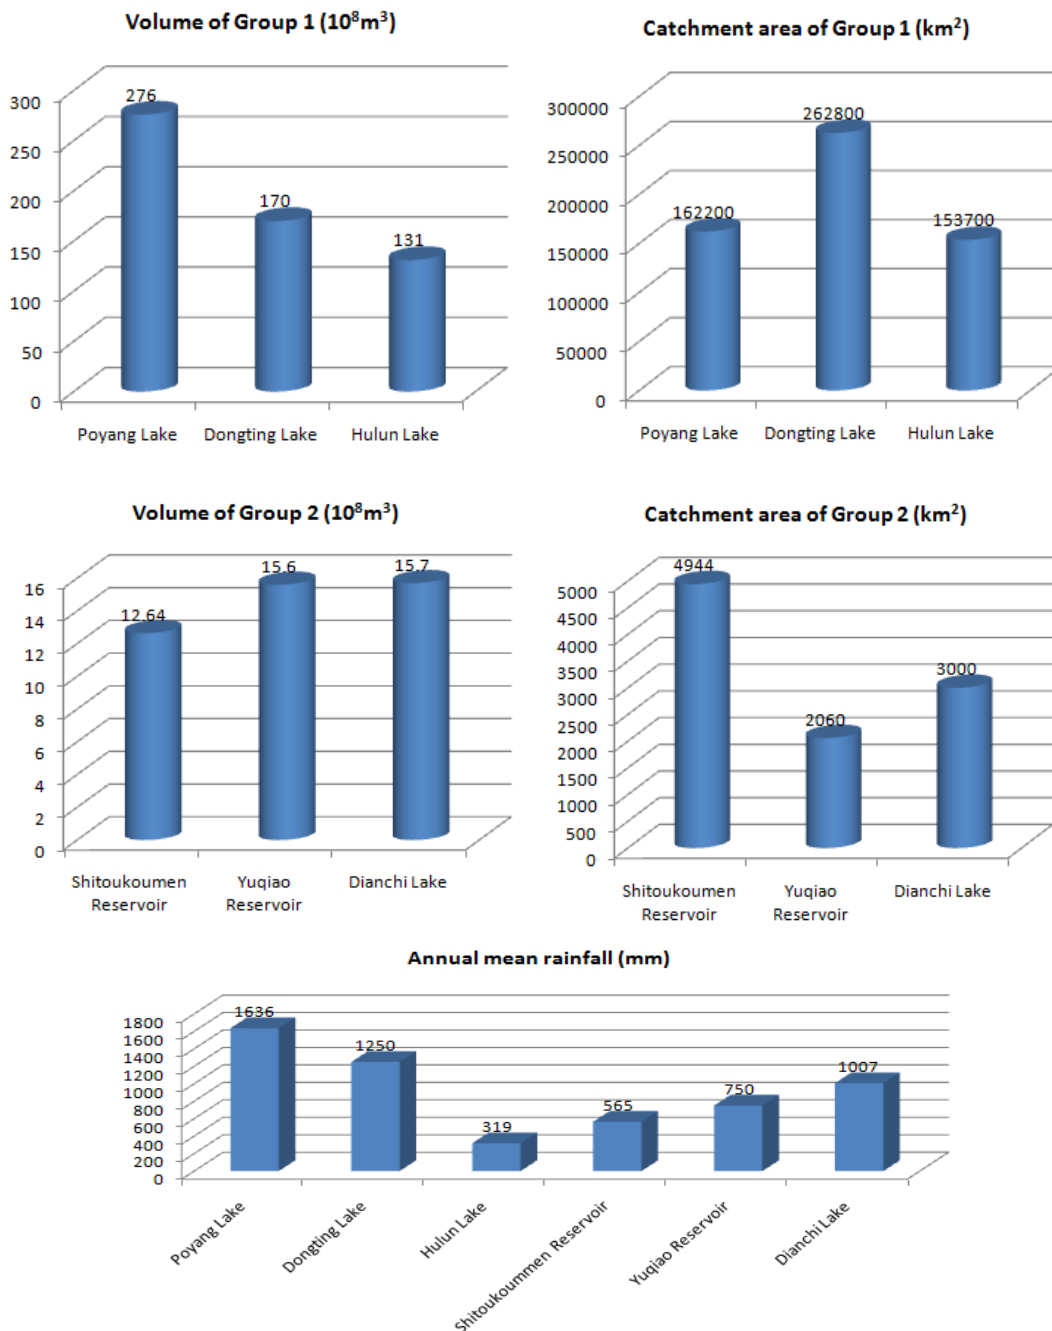 Volume of Group 1 (10⁸m³)
300
250
200
150
100
50
0
276
170
131
Poyang Lake Dongting Lake Hulun Lake
Catchment area of Group 1 (km²)
300000
250000
200000
150000
100000
50000
0
162200
262800
153700
Poyang Lake Dongting Lake Hulun Lake
Volume of Group 2 (10⁸m³)
16
14
12
10
8
6
4
2
0
12.64
15.6
15.7
Shitoukoumen
Reservoir
Yuqiao
Reservoir
Dianchi Lake
Catchment area of Group 2 (km²)
5000
4500
4000
3500
3000
2500
2000
1500
1000
500
0
4944
2060
3000
Shitoukoumen
Reservoir
Yuqiao
Reservoir
Dianchi Lake
Annual mean rainfall (mm)
1800
1600
1400
1200
1000
800
600
400
200
0
1636
1250
319
565
750
1007
Poyang Lake
Dongting Lake
Hulun Lake
Shitoukoummen Reservoir
Yuqiao Reservoir
Dianchi Lake